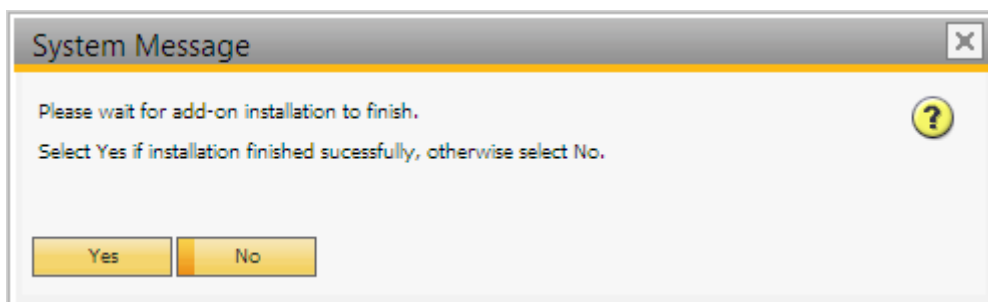 System Message
Please wait for add-on installation to finish.
Select Yes if installation finished sucessfully, otherwise select No.
Yes No